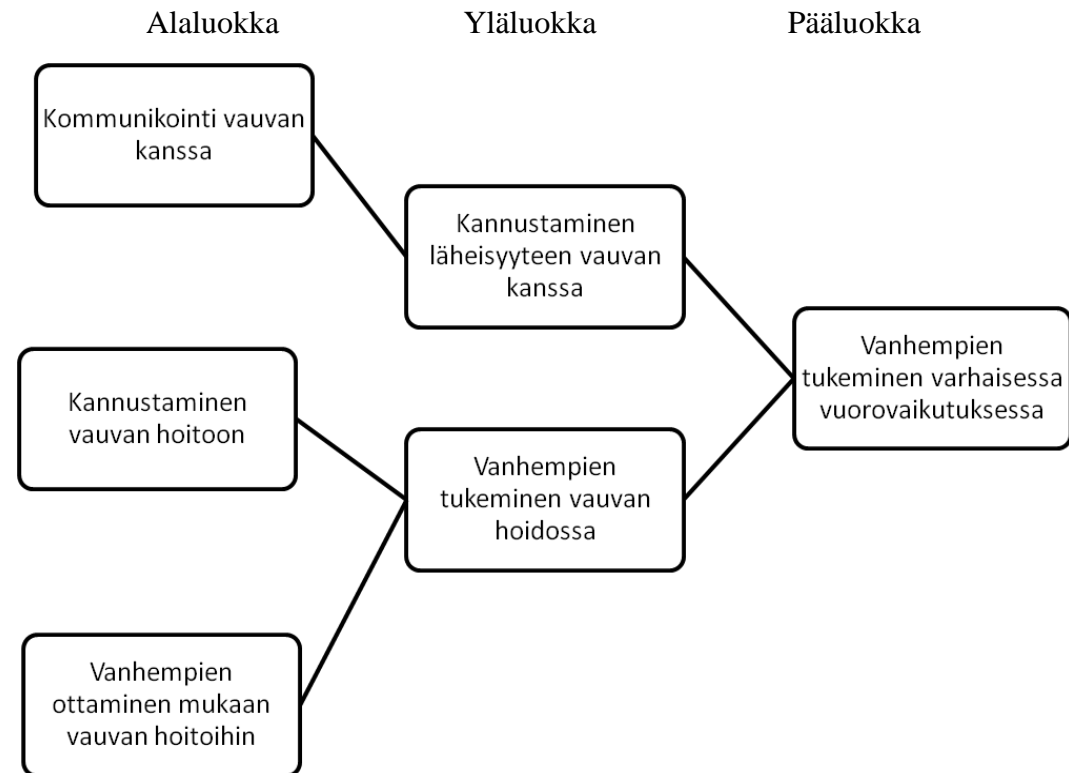 Alaluokka Yläluokka Pääluokka
Kommunikointi vauvan
kanssa
Kannustaminen
läheisyyteen vauvan
kanssa
Vanhempien
tukeminen varhaisessa
vuorovaikutuksessa
Kannustaminen
vauvan hoitoon
Vanhempien
tukeminen vauvan
hoidossa
Vanhempien
ottaminen mukaan
vauvan hoitoihin